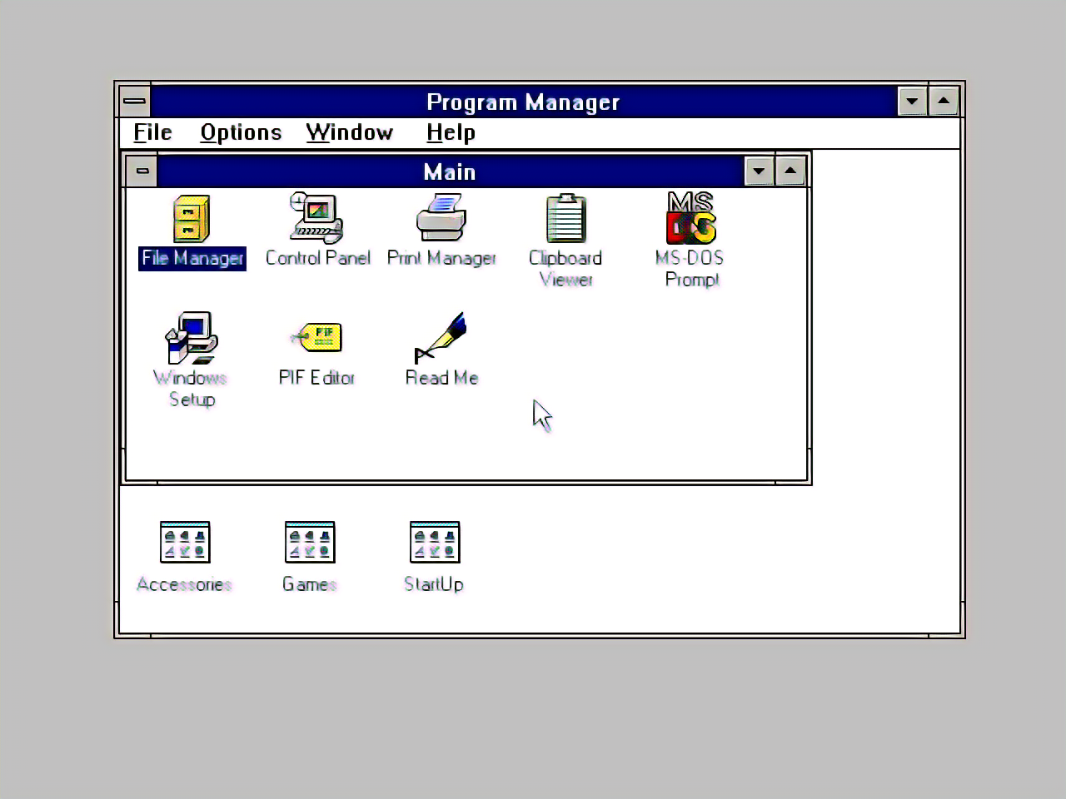 Program Manager
File Options Window Help
Main
MS
DOS
File Manager Control Panel Print Manager Clipboard Viewer MS-DOS Prompt
PIF
Windows Setup PIF Editor Read Me
Accessories Games StartUp